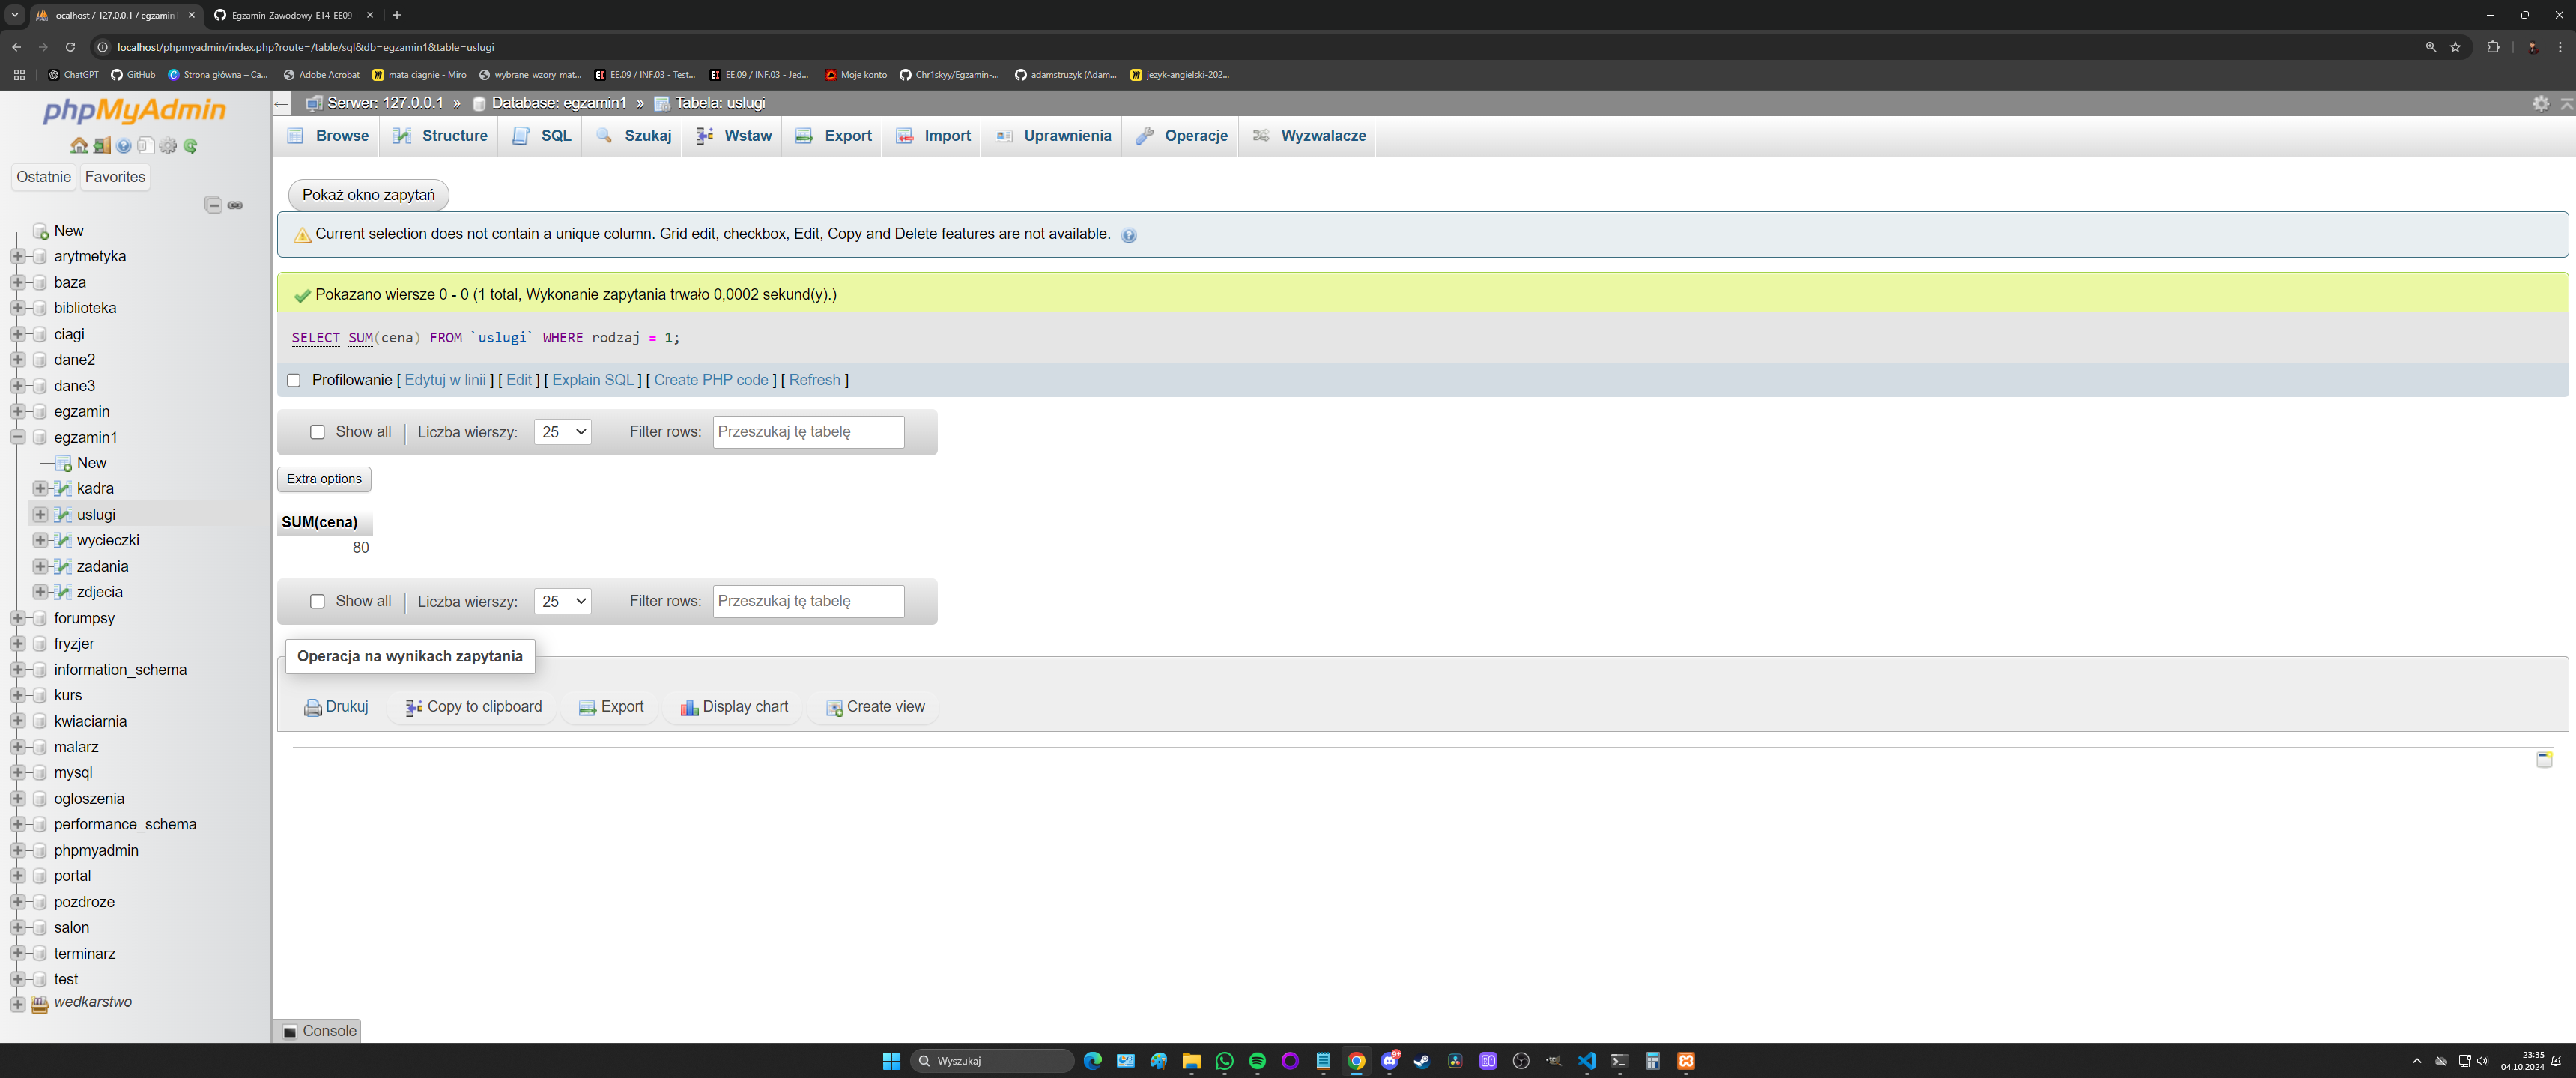 localhost / 127.0.0.1 / egzamin1
Egzamin-Zawodowy-E14-EE09-
localhost/phpmyadmin/index.php?route=/table/sql&db=egzamin1&table=uslugi
ChatGPT
GitHub
Strona główna – Ca...
Adobe Acrobat
mata ciagnie - Miro
wybrane_wzory_mat...
EE.09 / INF.03 - Test...
EE.09 / INF.03 - Jed...
Moje konto
Chr1skyy/Egzamin-...
adamstruzyk (Adam...
jezyk-angielski-202...
phpMyAdmin
Ostatnie Favorites
New
arytmetyka
baza
biblioteka
ciagi
dane2
dane3
egzamin
egzamin1
New
kadra
uslugi
wycieczki
zadania
zdjecia
forumpsy
fryzjer
information_schema
kurs
kwiaciarnia
malarz
mysql
ogloszenia
performance_schema
phpmyadmin
portal
pozdroze
salon
terminarz
test
wedkarstwo
Serwer: 127.0.0.1 » Database: egzamin1 » Tabela: uslugi
Browse Structure SQL Szukaj Wstaw Export Import Uprawnienia Operacje Wyzwalacze
Pokaż okno zapytań
Current selection does not contain a unique column. Grid edit, checkbox, Edit, Copy and Delete features are not available.
Pokazano wiersze 0 - 0 (1 total, Wykonanie zapytania trwało 0,0002 sekund(y).)
SELECT SUM(cena) FROM `uslugi` WHERE rodzaj = 1;
Profilowanie [ Edytuj w linii ] [ Edit ] [ Explain SQL ] [ Create PHP code ] [ Refresh ]
Show all | Liczba wierszy: 25 Filter rows: Przeszukaj tę tabelę
Extra options
SUM(cena)
80
Show all | Liczba wierszy: 25 Filter rows: Przeszukaj tę tabelę
Operacja na wynikach zapytania
Drukuj Copy to clipboard Export Display chart Create view
Console
Wyszukaj
23:35
04.10.2024